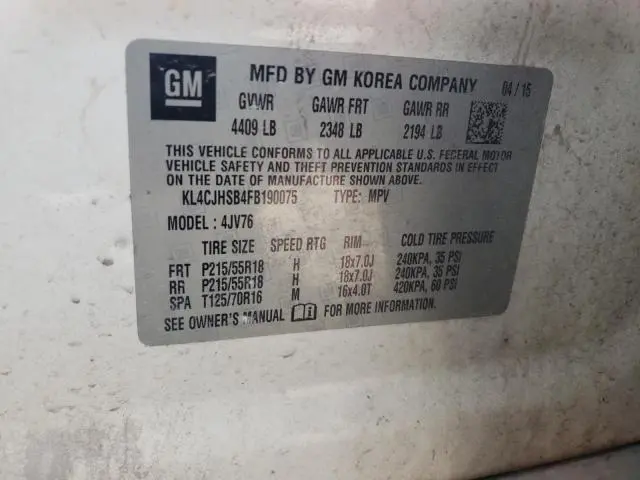 GM
MFD BY GM KOREA COMPANY 04 / 15
GVWR GAWR FRT GAWR RR
4409 LB 2348 LB 2194 LB
THIS VEHICLE CONFORMS TO ALL APPLICABLE U.S. FEDERAL MOTOR
VEHICLE SAFETY AND THEFT PREVENTION STANDARDS IN EFFECT
ON THE DATE OF MANUFACTURE SHOWN ABOVE.
KL4CJHSB4FB190075 TYPE: MPV
MODEL : 4JV76
TIRE SIZE SPEED RTG RIM COLD TIRE PRESSURE
FRT P215/55R18 H 18x7.0J 240KPA, 35 PSI
RR P215/55R18 H 18x7.0J 240KPA, 35 PSI
SPA T125/70R16 M 16x4.0T 420KPA, 60 PSI
SEE OWNER'S MANUAL FOR MORE INFORMATION